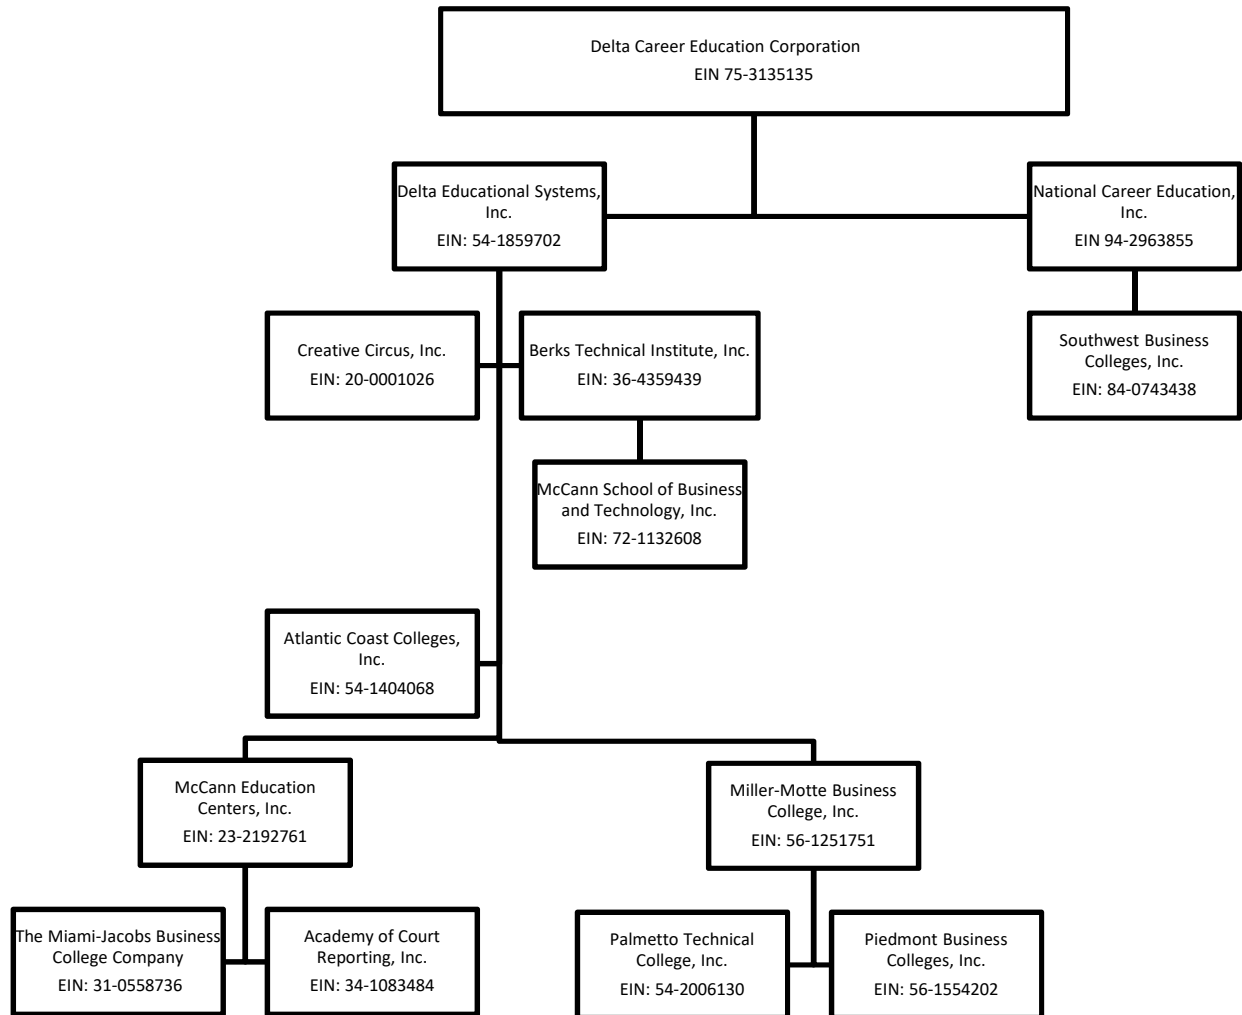 Delta Career Education Corporation
EIN 75-3135135
Delta Educational Systems,
Inc.
EIN: 54-1859702
National Career Education,
Inc.
EIN 94-2963855
Creative Circus, Inc.
EIN: 20-0001026
Berks Technical Institute, Inc.
EIN: 36-4359439
Southwest Business
Colleges, Inc.
EIN: 84-0743438
McCann School of Business
and Technology, Inc.
EIN: 72-1132608
Atlantic Coast Colleges,
Inc.
EIN: 54-1404068
McCann Education
Centers, Inc.
EIN: 23-2192761
Miller-Motte Business
College, Inc.
EIN: 56-1251751
The Miami-Jacobs Business
College Company
EIN: 31-0558736
Academy of Court
Reporting, Inc.
EIN: 34-1083484
Palmetto Technical
College, Inc.
EIN: 54-2006130
Piedmont Business
Colleges, Inc.
EIN: 56-1554202